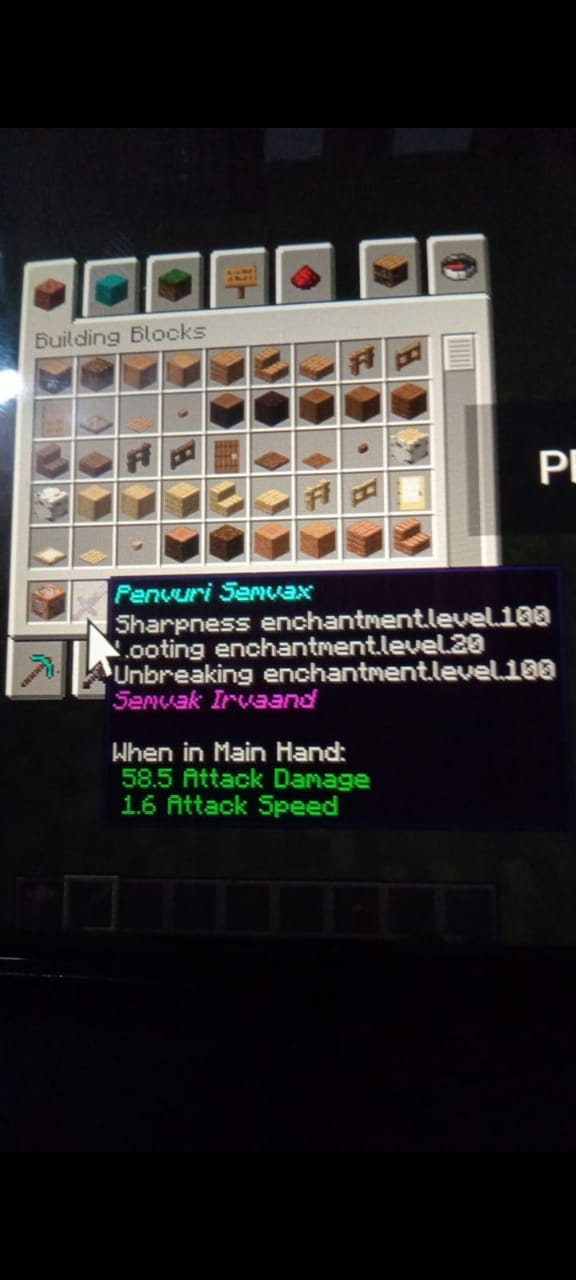 Building Blocks
Penvuri Semvax
Sharpness enchantment.level.100
Looting enchantment.level.20
Unbreaking enchantment.level.100
Semvak Irvaand
When in Main Hand:
58.5 Attack Damage
1.6 Attack Speed